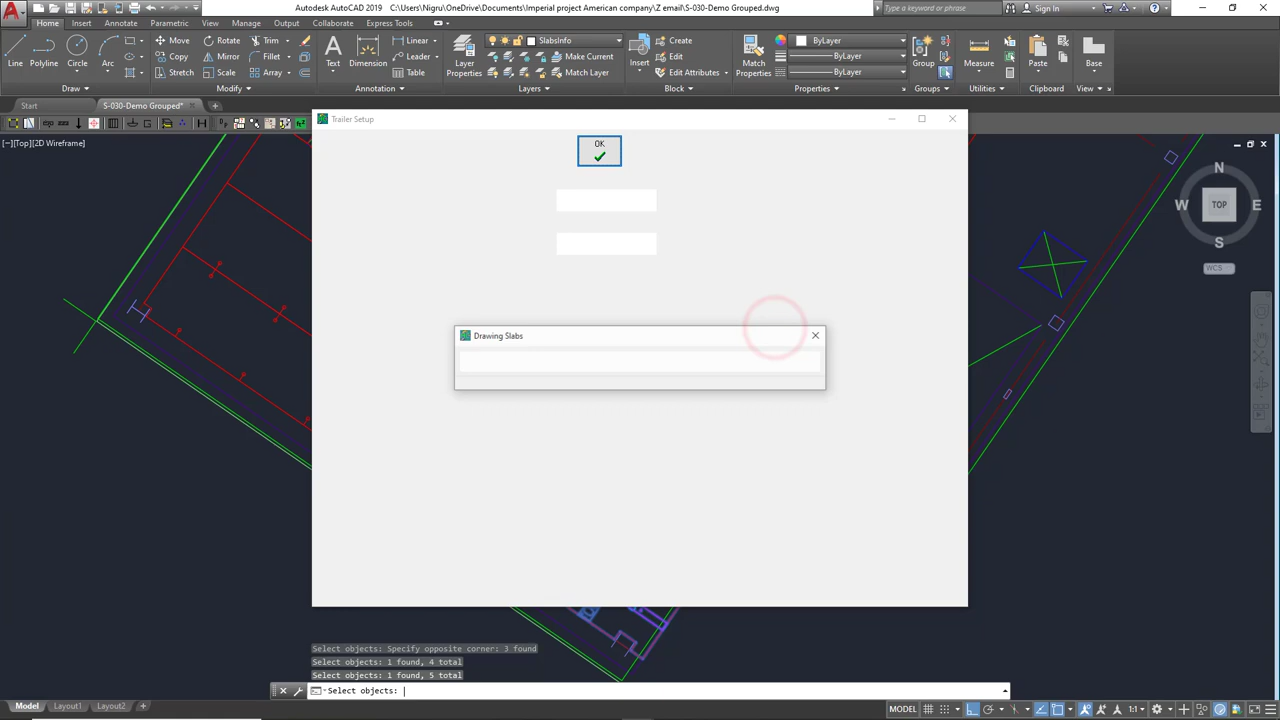 Autodesk AutoCAD 2019 C:\Users\Nigru\OneDrive\Documents\Imperial project American company\Z email\S-030-Demo Grouped.dwg
Type a keyword or phrase
Sign In
Home Insert Annotate Parametric View Manage Output Collaborate Express Tools
Line Polyline Circle Arc
Move Rotate Trim
Copy Mirror Fillet
Stretch Scale Array
Text Dimension
Linear
Leader
Table
Layer
Properties
SlabsInfo
Make Current
Match Layer
Insert
Create
Edit
Edit Attributes
Match
Properties
ByLayer
ByLayer
ByLayer
Group
Measure
Paste
Base
Draw Modify Annotation Layers Block Properties Groups Utilities Clipboard View
Start S-030-Demo Grouped*
[−][Top][2D Wireframe]
Trailer Setup
OK
Drawing Slabs
N
W TOP E
S
WCS
Select objects: Specify opposite corner: 3 found
Select objects: 1 found, 4 total
Select objects: 1 found, 5 total
Select objects:
Model Layout1 Layout2
MODEL
1:1